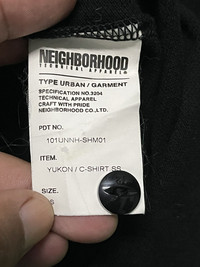 NEIGHBORHOOD
TECHNICAL APPAREL
TYPE URBAN / GARMENT
SPECIFICATION NO.3204
TECHNICAL APPAREL
CRAFT WITH PRIDE
NEIGHBORHOOD CO.,LTD.
PDT NO.
101UNNH-SHM01
ITEM.
YUKON / C-SHIRT SS
SIZE.